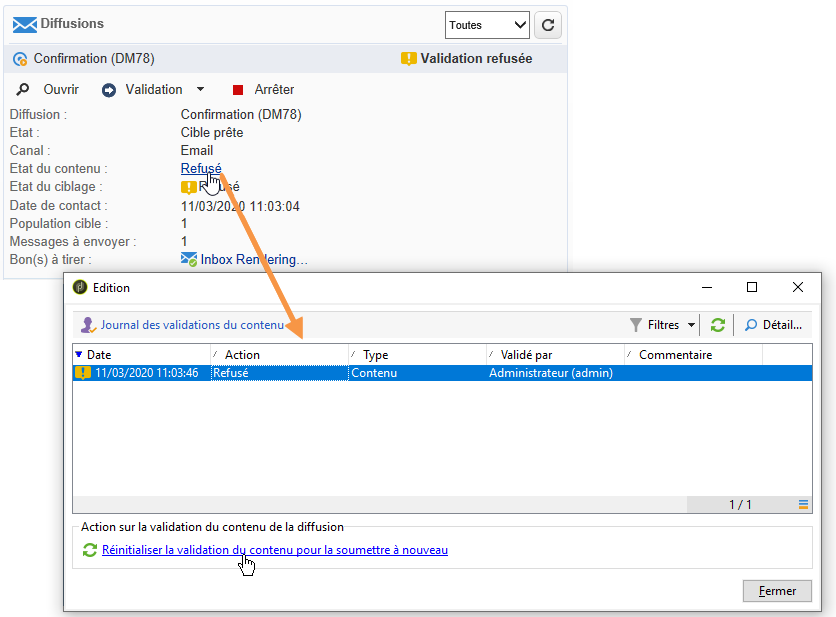 Diffusions
Toutes
Confirmation (DM78)
Validation refusée
Ouvrir Validation Arrêter
Diffusion : Confirmation (DM78)
Etat : Cible prête
Canal : Email
Etat du contenu : Refusé
Etat du ciblage :
Date de contact : 11/03/2020 11:03:04
Population cible : 1
Messages à envoyer : 1
Bon(s) à tirer : Inbox Rendering...
Edition
Journal des validations du contenu
Filtres Détail...
Date Action Type Validé par Commentaire
11/03/2020 11:03:46 Refusé Contenu Administrateur (admin)
1 / 1
Action sur la validation du contenu de la diffusion
Réinitialiser la validation du contenu pour la soumettre à nouveau
Fermer